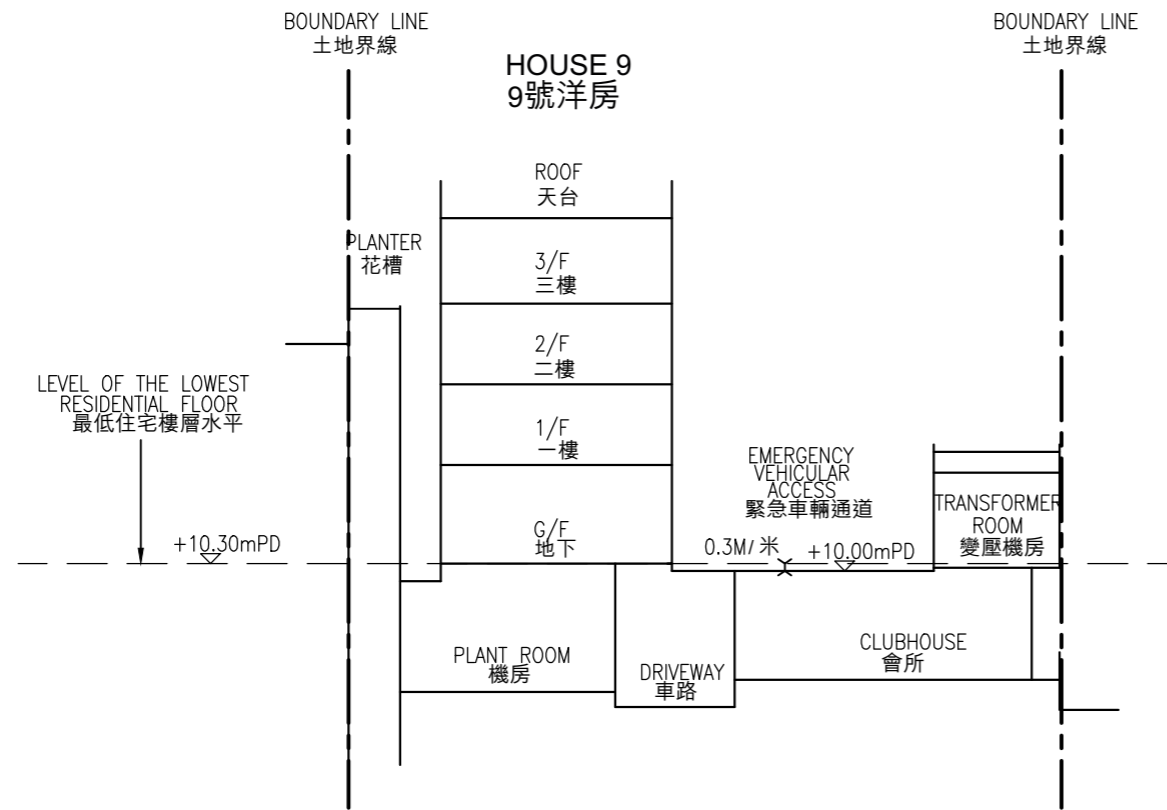 BOUNDARY LINE
土地界線
BOUNDARY LINE
土地界線
HOUSE 9
9號洋房
ROOF
天台
PLANTER
花槽
3/F
三樓
2/F
二樓
LEVEL OF THE LOWEST
RESIDENTIAL FLOOR
最低住宅樓層水平
1/F
一樓
EMERGENCY
VEHICULAR
ACCESS
緊急車輛通道
TRANSFORMER
ROOM
變壓機房
G/F
地下
+10.30mPD
0.3M/米
+10.00mPD
PLANT ROOM
機房
DRIVEWAY
車路
CLUBHOUSE
會所